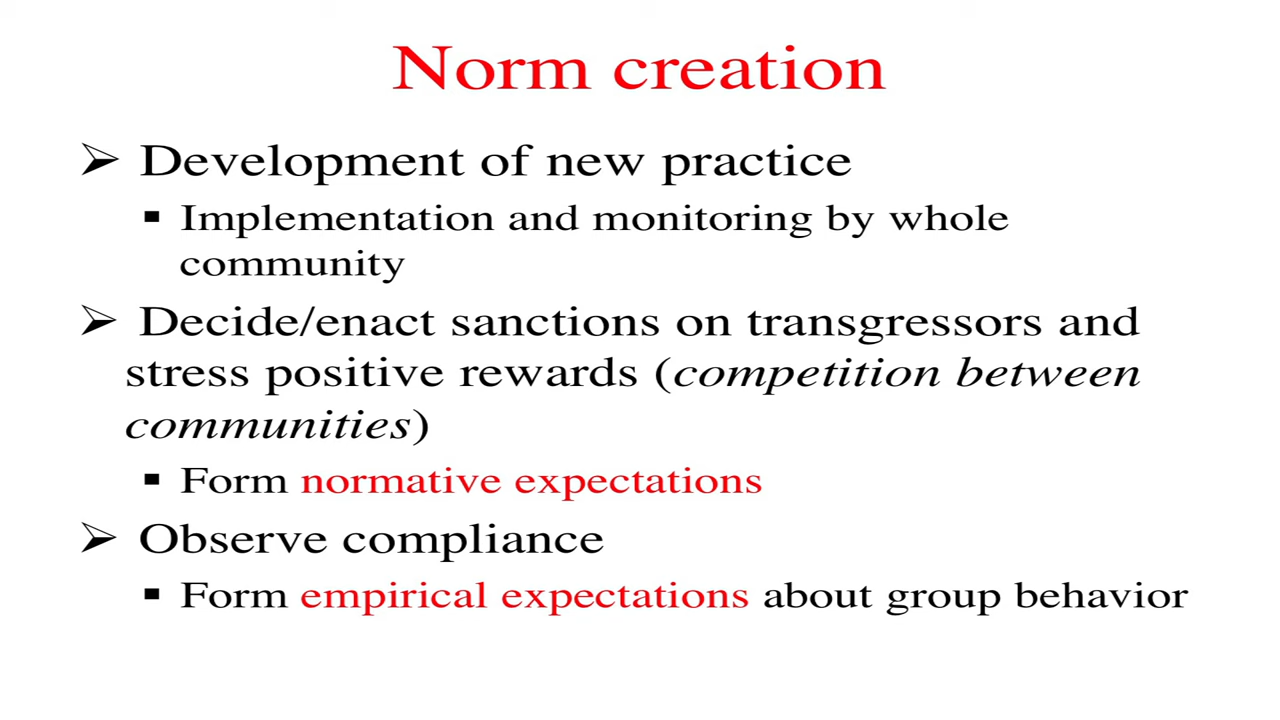 Norm creation
➢ Development of new practice
▪ Implementation and monitoring by whole
community
➢ Decide/enact sanctions on transgressors and
stress positive rewards (competition between
communities)
▪ Form normative expectations
➢ Observe compliance
▪ Form empirical expectations about group behavior